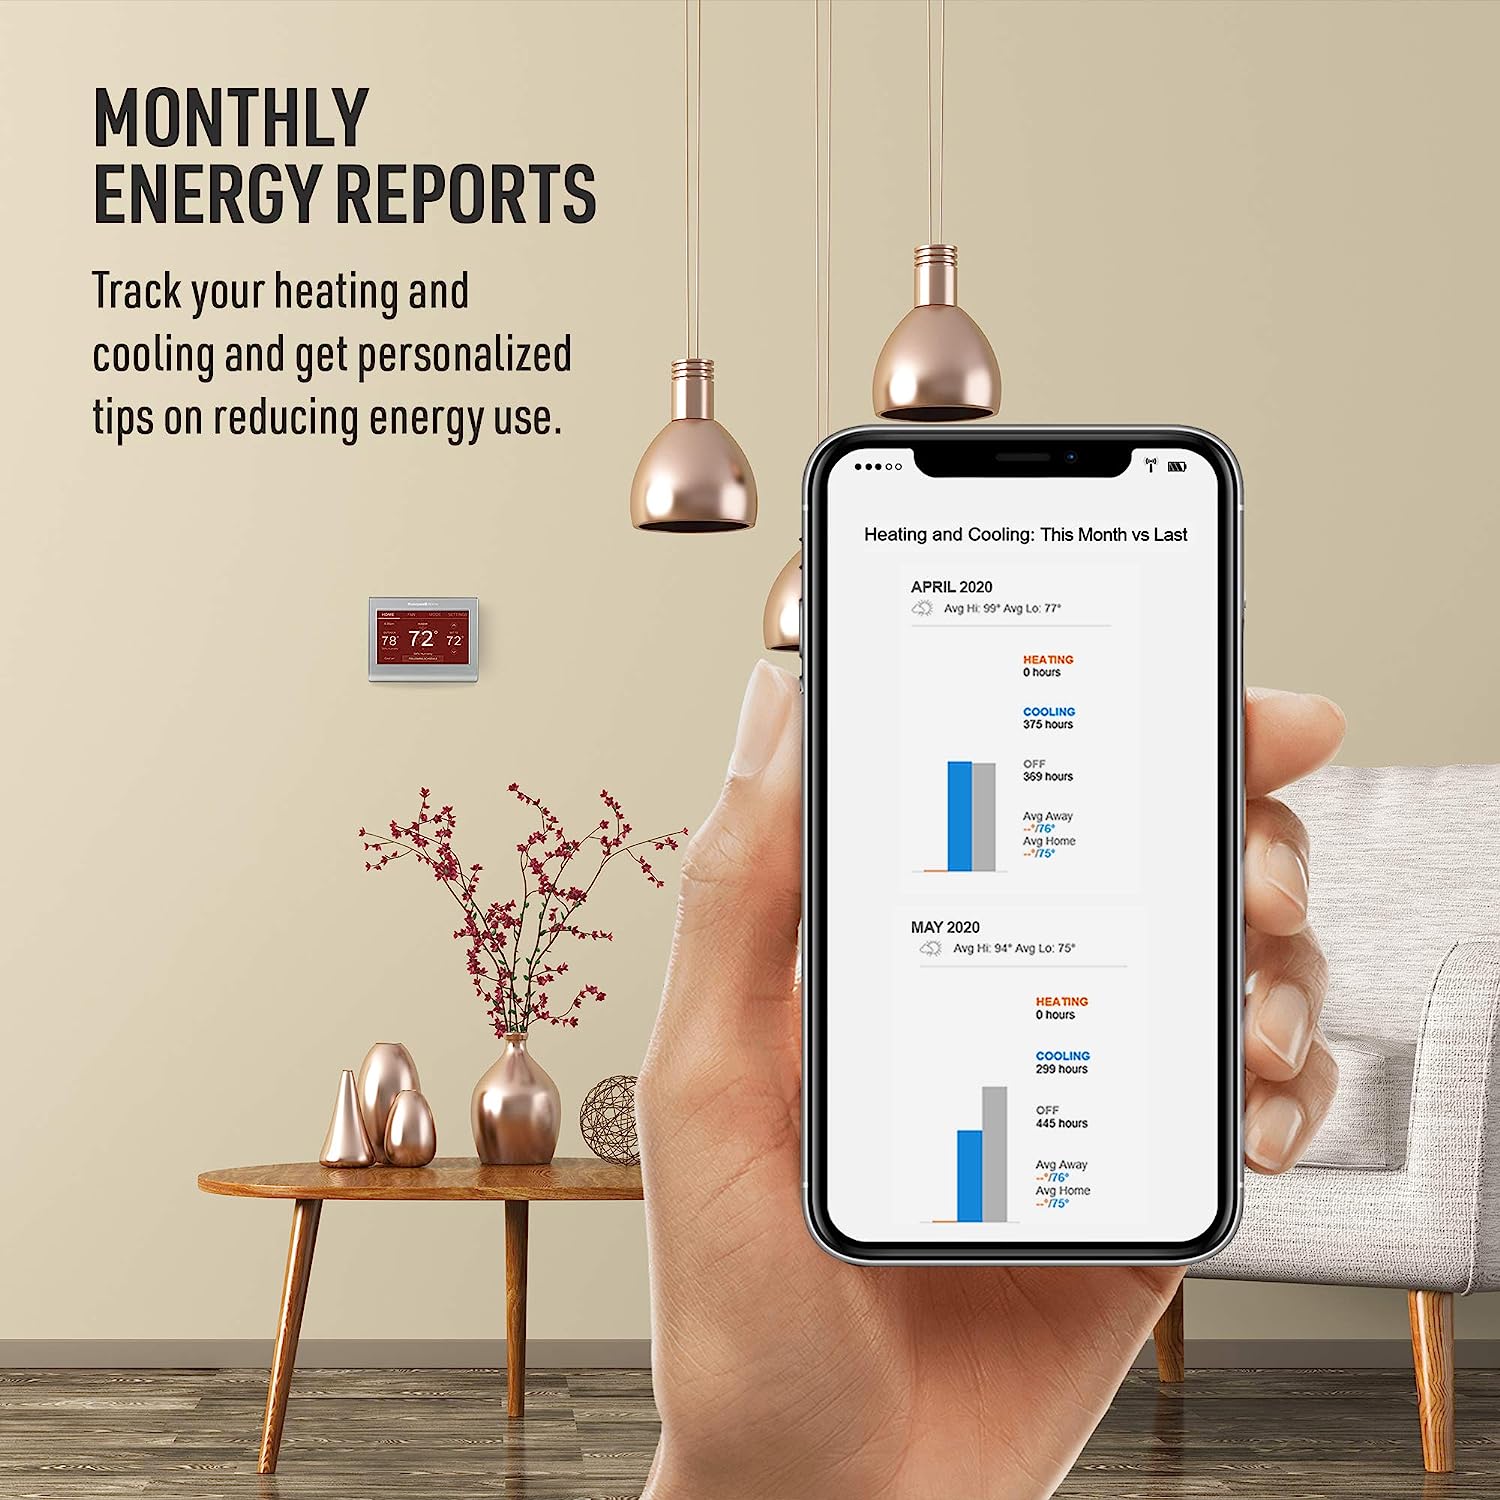 MONTHLY
ENERGY REPORTS
Track your heating and
cooling and get personalized
tips on reducing energy use.
HOME FAN MODE SETTINGS
78° 72° 72°
Heating and Cooling: This Month vs Last
APRIL 2020
Avg Hi: 99° Avg Lo: 77°
HEATING
0 hours
COOLING
375 hours
OFF
369 hours
Avg Away
--°/76°
Avg Home
--°/75°
MAY 2020
Avg Hi: 94° Avg Lo: 75°
HEATING
0 hours
COOLING
299 hours
OFF
445 hours
Avg Away
--°/76°
Avg Home
--°/75°